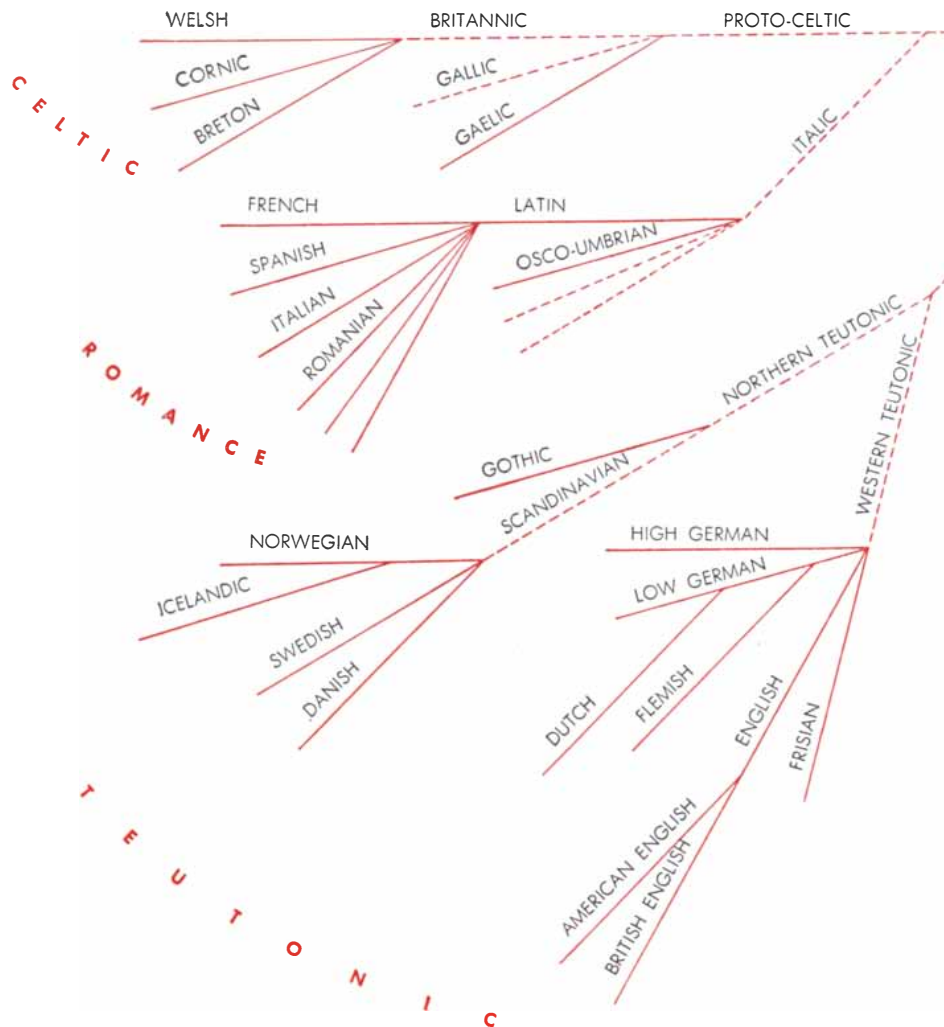 WELSH
BRITANNIC
PROTO-CELTIC
CORNIC
BRETON
GALLIC
GAELIC
ITALIC
CELTIC
FRENCH
LATIN
SPANISH
ITALIAN
ROMANIAN
OSCO-UMBRIAN
ROMANCE
NORTHERN TEUTONIC
WESTERN TEUTONIC
GOTHIC
SCANDINAVIAN
NORWEGIAN
ICELANDIC
SWEDISH
DANISH
HIGH GERMAN
LOW GERMAN
DUTCH
FLEMISH
ENGLISH
FRISIAN
AMERICAN ENGLISH
BRITISH ENGLISH
TEUTONIC